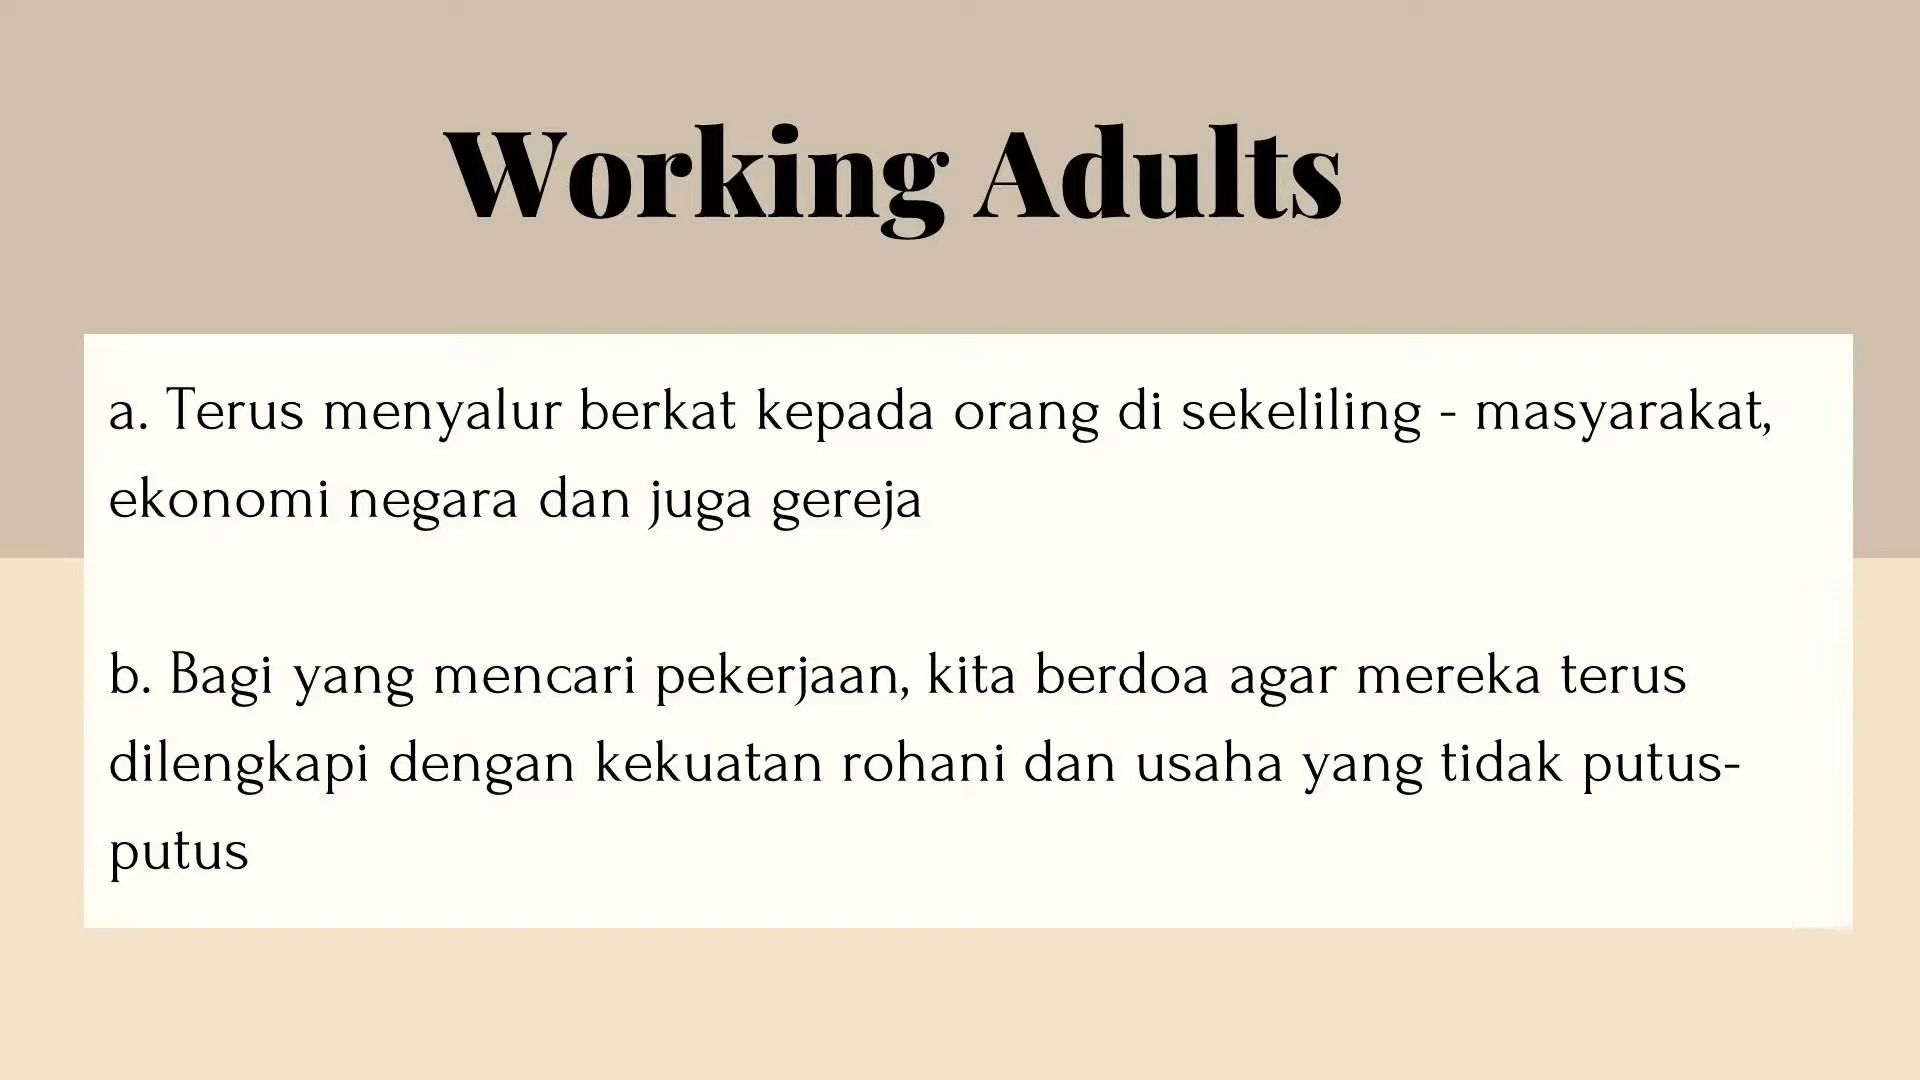 Working Adults
a. Terus menyalur berkat kepada orang di sekeliling - masyarakat,
ekonomi negara dan juga gereja
b. Bagi yang mencari pekerjaan, kita berdoa agar mereka terus
dilengkapi dengan kekuatan rohani dan usaha yang tidak putus-
putus